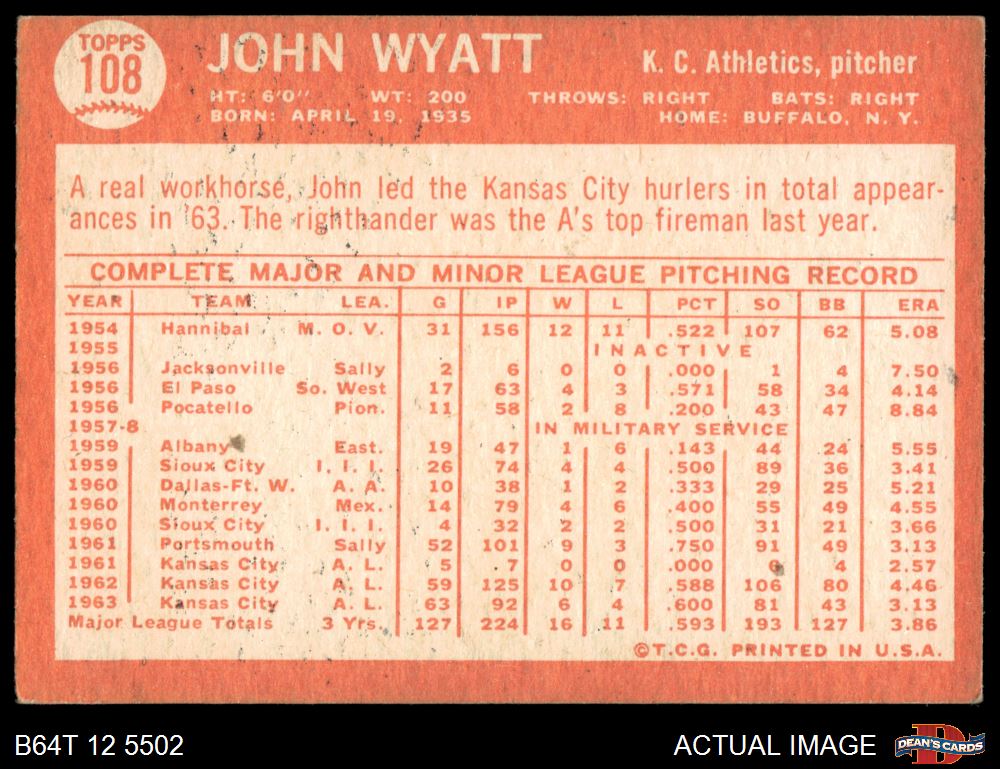 TOPPS
108
JOHN WYATT
K. C. Athletics, pitcher
HT: 6'0" WT: 200 THROWS: RIGHT BATS: RIGHT
BORN: APRIL 19, 1935 HOME: BUFFALO, N. Y.
A real workhorse, John led the Kansas City hurlers in total appear-
ances in '63. The righthander was the A's top fireman last year.
COMPLETE MAJOR AND MINOR LEAGUE PITCHING RECORD
YEAR TEAM LEA. G IP W L PCT SO BB ERA
1954 Hannibal M. O. V. 31 156 12 11 .522 107 62 5.08
1955 INACTIVE
1956 Jacksonville Sally 2 6 0 0 .000 1 4 7.50
1956 El Paso So. West 17 63 4 3 .571 58 34 4.14
1956 Pocatello Pion. 11 58 2 8 .200 43 47 8.84
1957-8 IN MILITARY SERVICE
1959 Albany East. 19 47 1 6 .143 44 24 5.55
1959 Sioux City I. I. I. 26 74 4 4 .500 89 36 3.41
1960 Dallas-Ft. W. A. A. 10 38 1 2 .333 29 25 5.21
1960 Monterrey Mex. 14 79 4 6 .400 55 49 4.55
1960 Sioux City I. I. I. 4 32 2 2 .500 31 21 3.66
1961 Portsmouth Sally 52 101 9 3 .750 91 49 3.13
1961 Kansas City A. L. 5 7 0 0 .000 6 4 2.57
1962 Kansas City A. L. 59 125 10 7 .588 106 80 4.46
1963 Kansas City A. L. 63 92 6 4 .600 81 43 3.13
Major League Totals 3 Yrs. 127 224 16 11 .593 193 127 3.86
©T.C.G. PRINTED IN U.S.A.
B64T 12 5502 ACTUAL IMAGE DEAN'S CARDS